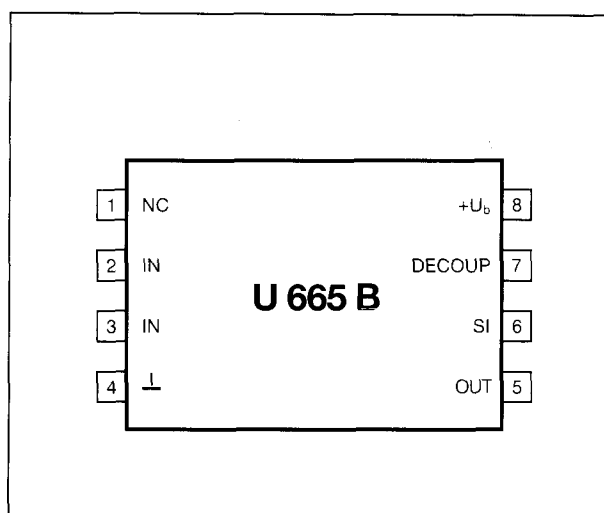 1 NC +U_b 8
2 IN DECOUP 7
U 665 B
3 IN SI 6
4 ⊥ OUT 5